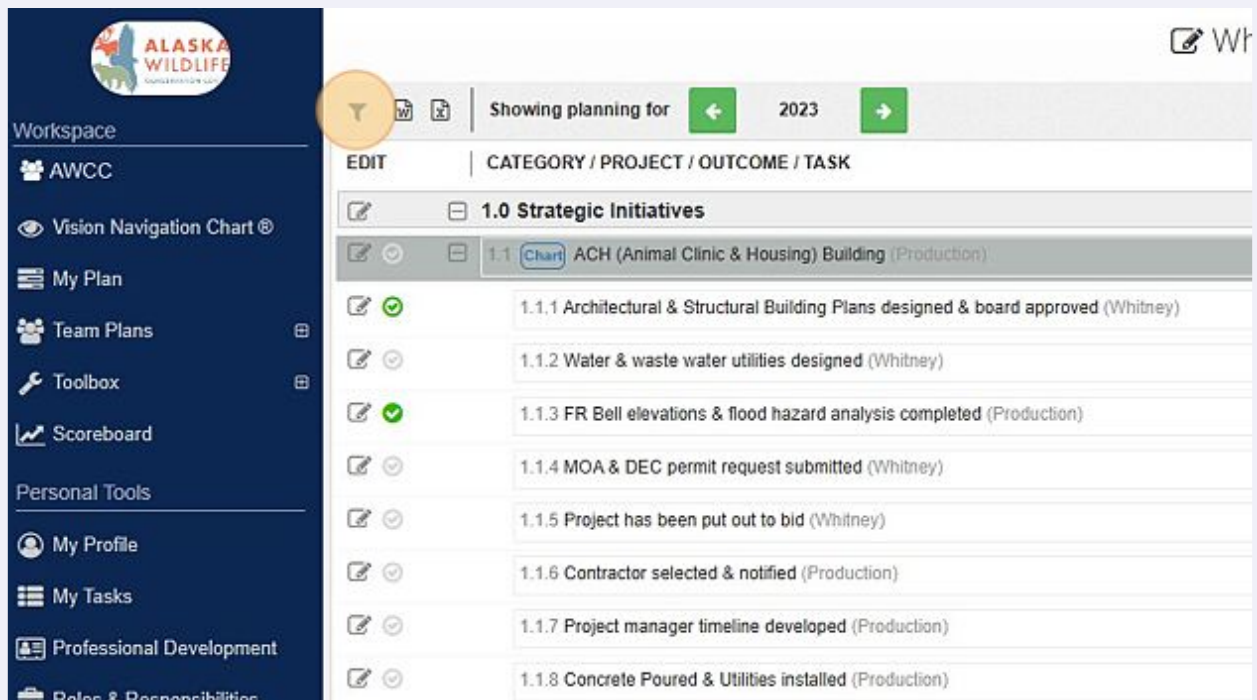 ALASKA
WILDLIFE
Workspace
AWCC
Vision Navigation Chart ®
My Plan
Team Plans
Toolbox
Scoreboard
Personal Tools
My Profile
My Tasks
Professional Development
Roles & Responsibilities
Wh
Showing planning for 2023
EDIT CATEGORY / PROJECT / OUTCOME / TASK
1.0 Strategic Initiatives
1.1 Chart ACH (Animal Clinic & Housing) Building (Production)
1.1.1 Architectural & Structural Building Plans designed & board approved (Whitney)
1.1.2 Water & waste water utilities designed (Whitney)
1.1.3 FR Bell elevations & flood hazard analysis completed (Production)
1.1.4 MOA & DEC permit request submitted (Whitney)
1.1.5 Project has been put out to bid (Whitney)
1.1.6 Contractor selected & notified (Production)
1.1.7 Project manager timeline developed (Production)
1.1.8 Concrete Poured & Utilities installed (Production)